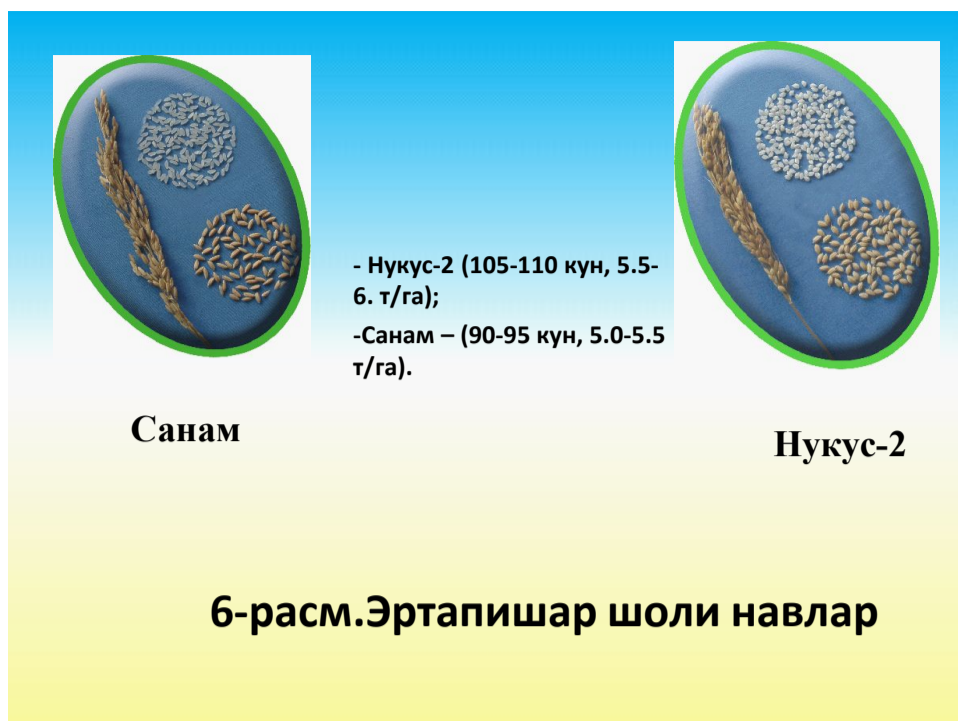 - Нукус-2 (105-110 кун, 5.5-
6. т/га);
-Санам – (90-95 кун, 5.0-5.5
т/га).
Санам
Нукус-2
6-расм.Эртапишар шоли навлар